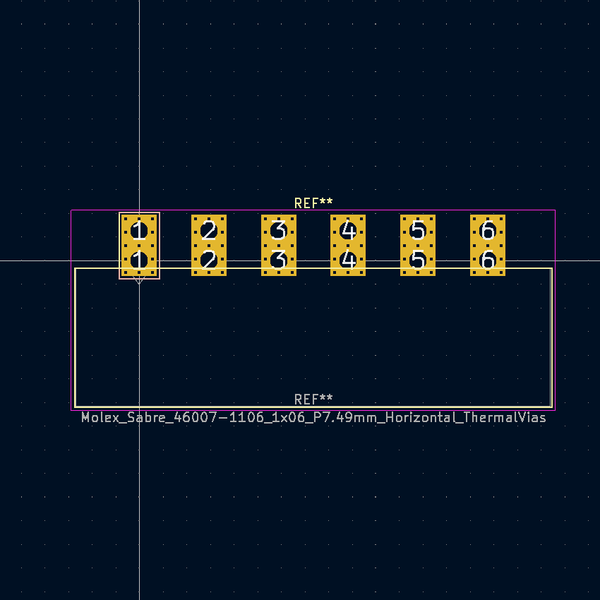 REF**
1 2 3 4 5 6
1 2 3 4 5 6
REF**
Molex_Sabre_46007-1106_1x06_P7.49mm_Horizontal_ThermalVias